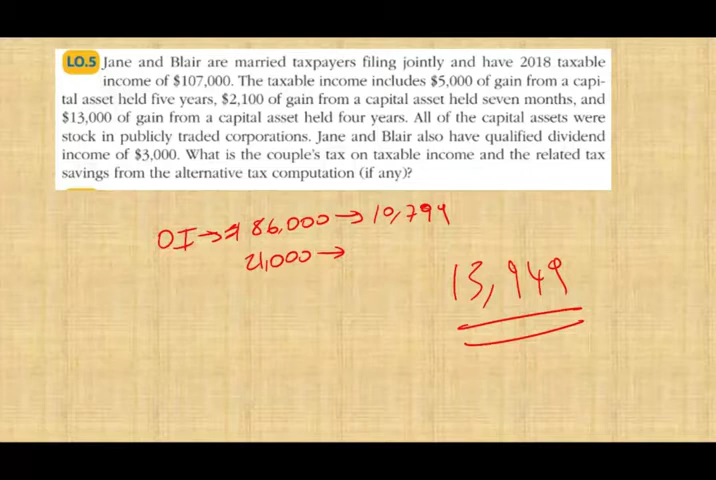 LO.5 Jane and Blair are married taxpayers filing jointly and have 2018 taxable
income of $107,000. The taxable income includes $5,000 of gain from a capi-
tal asset held five years, $2,100 of gain from a capital asset held seven months, and
$13,000 of gain from a capital asset held four years. All of the capital assets were
stock in publicly traded corporations. Jane and Blair also have qualified dividend
income of $3,000. What is the couple's tax on taxable income and the related tax
savings from the alternative tax computation (if any)?
OI → $86,000 → 10,794
21,000 →
13,949